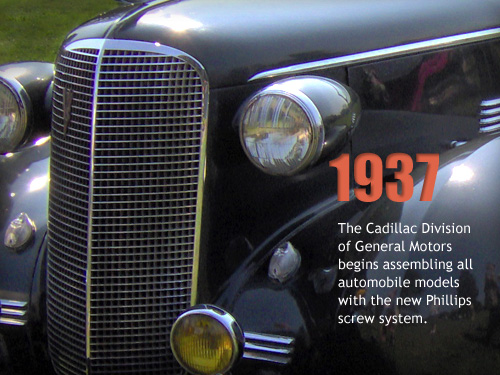 1937
The Cadillac Division
of General Motors
begins assembling all
automobile models
with the new Phillips
screw system.